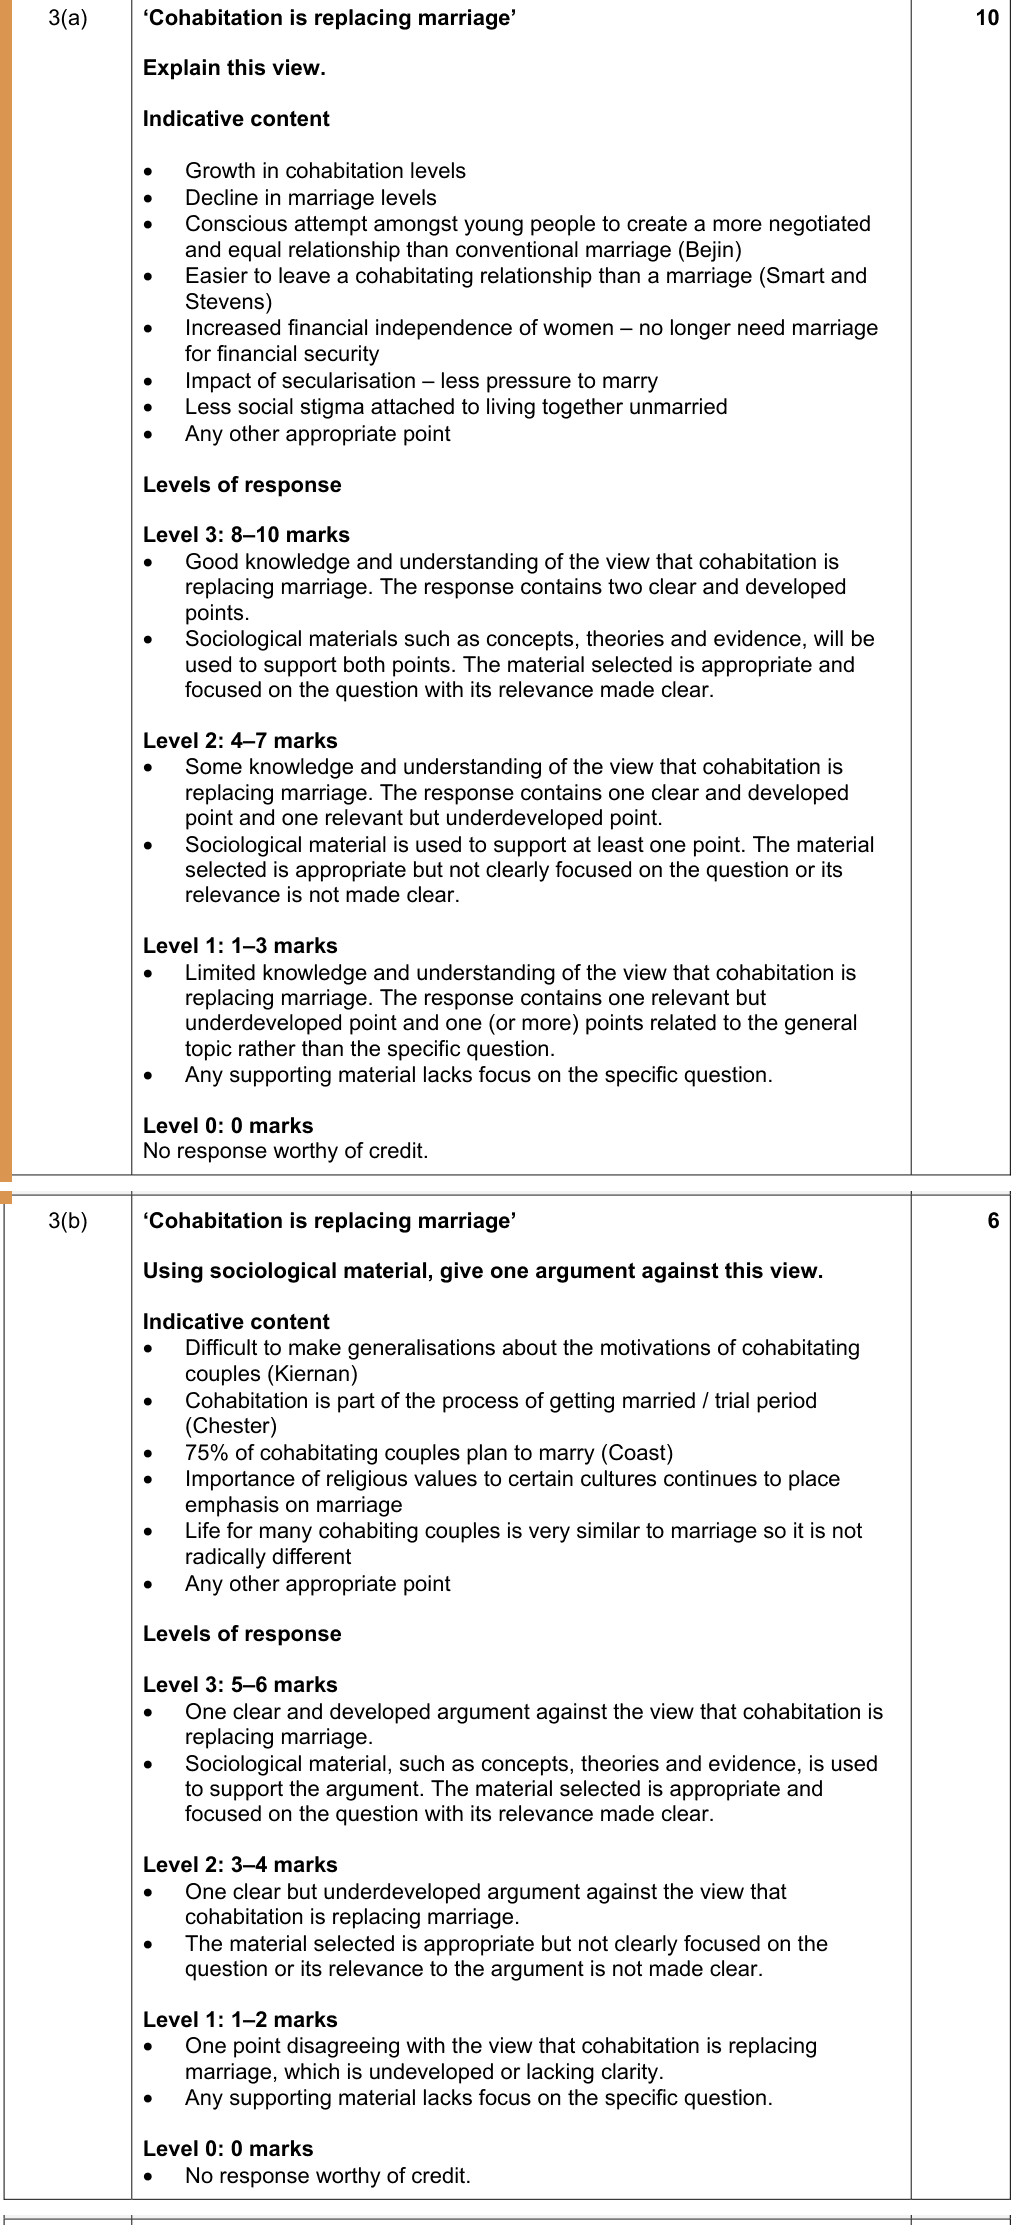 3(a)
‘Cohabitation is replacing marriage’
10
Explain this view.
Indicative content
• Growth in cohabitation levels
• Decline in marriage levels
• Conscious attempt amongst young people to create a more negotiated
and equal relationship than conventional marriage (Bejin)
• Easier to leave a cohabitating relationship than a marriage (Smart and
Stevens)
• Increased financial independence of women – no longer need marriage
for financial security
• Impact of secularisation – less pressure to marry
• Less social stigma attached to living together unmarried
• Any other appropriate point
Levels of response
Level 3: 8–10 marks
• Good knowledge and understanding of the view that cohabitation is
replacing marriage. The response contains two clear and developed
points.
• Sociological materials such as concepts, theories and evidence, will be
used to support both points. The material selected is appropriate and
focused on the question with its relevance made clear.
Level 2: 4–7 marks
• Some knowledge and understanding of the view that cohabitation is
replacing marriage. The response contains one clear and developed
point and one relevant but underdeveloped point.
• Sociological material is used to support at least one point. The material
selected is appropriate but not clearly focused on the question or its
relevance is not made clear.
Level 1: 1–3 marks
• Limited knowledge and understanding of the view that cohabitation is
replacing marriage. The response contains one relevant but
underdeveloped point and one (or more) points related to the general
topic rather than the specific question.
• Any supporting material lacks focus on the specific question.
Level 0: 0 marks
No response worthy of credit.
3(b)
‘Cohabitation is replacing marriage’
6
Using sociological material, give one argument against this view.
Indicative content
• Difficult to make generalisations about the motivations of cohabitating
couples (Kiernan)
• Cohabitation is part of the process of getting married / trial period
(Chester)
• 75% of cohabitating couples plan to marry (Coast)
• Importance of religious values to certain cultures continues to place
emphasis on marriage
• Life for many cohabiting couples is very similar to marriage so it is not
radically different
• Any other appropriate point
Levels of response
Level 3: 5–6 marks
• One clear and developed argument against the view that cohabitation is
replacing marriage.
• Sociological material, such as concepts, theories and evidence, is used
to support the argument. The material selected is appropriate and
focused on the question with its relevance made clear.
Level 2: 3–4 marks
• One clear but underdeveloped argument against the view that
cohabitation is replacing marriage.
• The material selected is appropriate but not clearly focused on the
question or its relevance to the argument is not made clear.
Level 1: 1–2 marks
• One point disagreeing with the view that cohabitation is replacing
marriage, which is undeveloped or lacking clarity.
• Any supporting material lacks focus on the specific question.
Level 0: 0 marks
• No response worthy of credit.